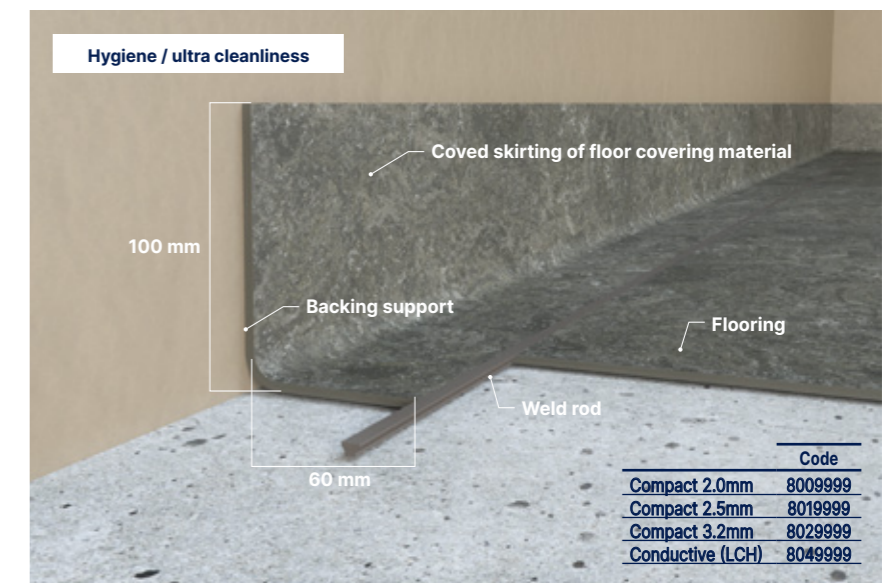 Hygiene / ultra cleanliness
Coved skirting of floor covering material
100 mm
Backing support
Flooring
Weld rod
60 mm
Code
Compact 2.0mm 8009999
Compact 2.5mm 8019999
Compact 3.2mm 8029999
Conductive (LCH) 8049999